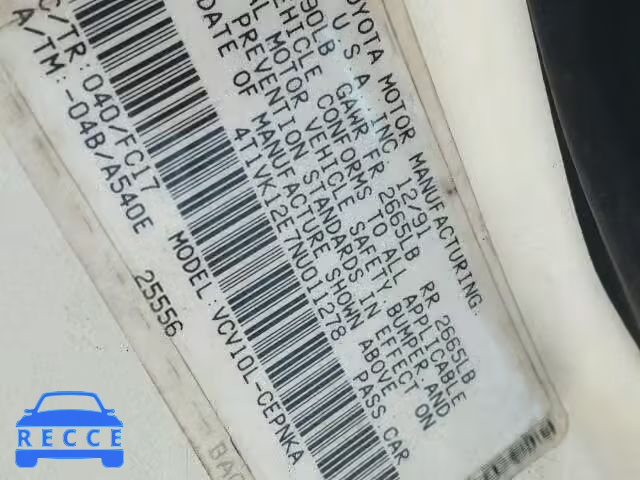 TOYOTA MOTOR MANUFACTURING.
U S A INC. 12/91
90LB GAWR FR 2665LB RR 2665LB
VEHICLE CONFORMS TO ALL APPLICABLE
MOTOR VEHICLE SAFETY, BUMPER AND
PREVENTION STANDARDS IN EFFECT ON
DATE OF MANUFACTURE SHOWN ABOVE
4T1VK12E7NU011278 PASS CAR
MODEL: VCV10L-CEPNKA
C/TR: 040/FC17 25556
A/TM: -04B/A540E
RECCE